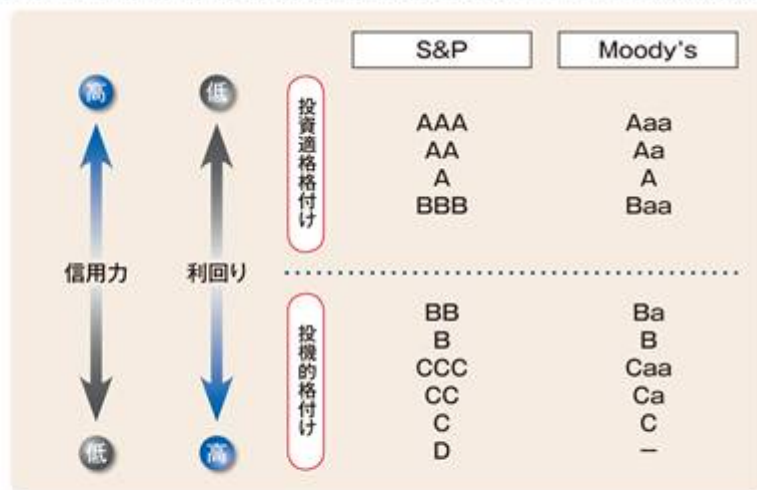 S&P Moody's
高 低
投資適格格付け
AAA Aaa
AA Aa
A A
BBB Baa
信用力 利回り
投機的格付け
BB Ba
B B
CCC Caa
CC Ca
C C
D −
低 高